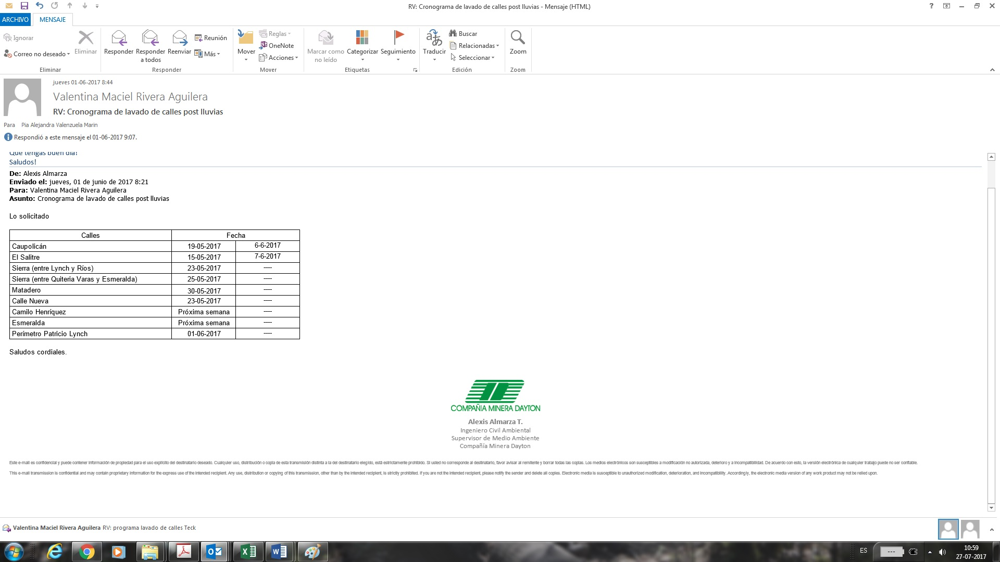 RV: Cronograma de lavado de calles post lluvias - Mensaje (HTML)
ARCHIVO MENSAJE
Ignorar
Correo no deseado
Eliminar
Eliminar
Responder
Responder a todos
Reenviar
Reunión
Más
Responder
Mover
Reglas
OneNote
Acciones
Mover
Marcar como no leído
Categorizar
Seguimiento
Etiquetas
Traducir
Buscar
Relacionadas
Seleccionar
Edición
Zoom
Zoom
jueves 01-06-2017 8:44
Valentina Maciel Rivera Aguilera
RV: Cronograma de lavado de calles post lluvias
Para Pia Alejandra Valenzuela Marin
Respondió a este mensaje el 01-06-2017 9:07.
Que tengas buen día!
Saludos!
De: Alexis Almarza
Enviado el: jueves, 01 de junio de 2017 8:21
Para: Valentina Maciel Rivera Aguilera
Asunto: Cronograma de lavado de calles post lluvias
Lo solicitado
Calles Fecha
Caupolicán 19-05-2017 6-6-2017
El Salitre 15-05-2017 7-6-2017
Sierra (entre Lynch y Ríos) 23-05-2017 ----
Sierra (entre Quiteria Varas y Esmeralda) 25-05-2017 ----
Matadero 30-05-2017 ----
Calle Nueva 23-05-2017 ----
Camilo Henríquez Próxima semana ----
Esmeralda Próxima semana ----
Perímetro Patricio Lynch 01-06-2017 ----
Saludos cordiales.
COMPAÑIA MINERA DAYTON
Alexis Almarza T.
Ingeniero Civil Ambiental
Supervisor de Medio Ambiente
Compañía Minera Dayton
Este e-mail es confidencial y puede contener información de propiedad para el uso explícito del destinatario deseado. Cualquier uso, distribución o copia de esta transmisión distinta a la del destinatario elegido, está estrictamente prohibido. Si usted no corresponde al destinatario, favor avisar al remitente y borrar todas las copias. Los medios electrónicos son susceptibles a modificación no autorizada, deterioro y a incompatibilidad. De acuerdo con esto, la versión electrónica de cualquier trabajo puede no ser confiable.
This e-mail transmission is confidential and may contain proprietary information for the express use of the intended recipient. Any use, distribution or copying of this transmission, other than by the intended recipient, is strictly prohibited. If you are not the intended recipient, please notify the sender and delete all copies. Electronic media is susceptible to unauthorized modification, deterioration, and incompatibility. Accordingly, the electronic media version of any work product may not be relied upon.
Valentina Maciel Rivera Aguilera RV: programa lavado de calles Teck
ES
10:59
27-07-2017